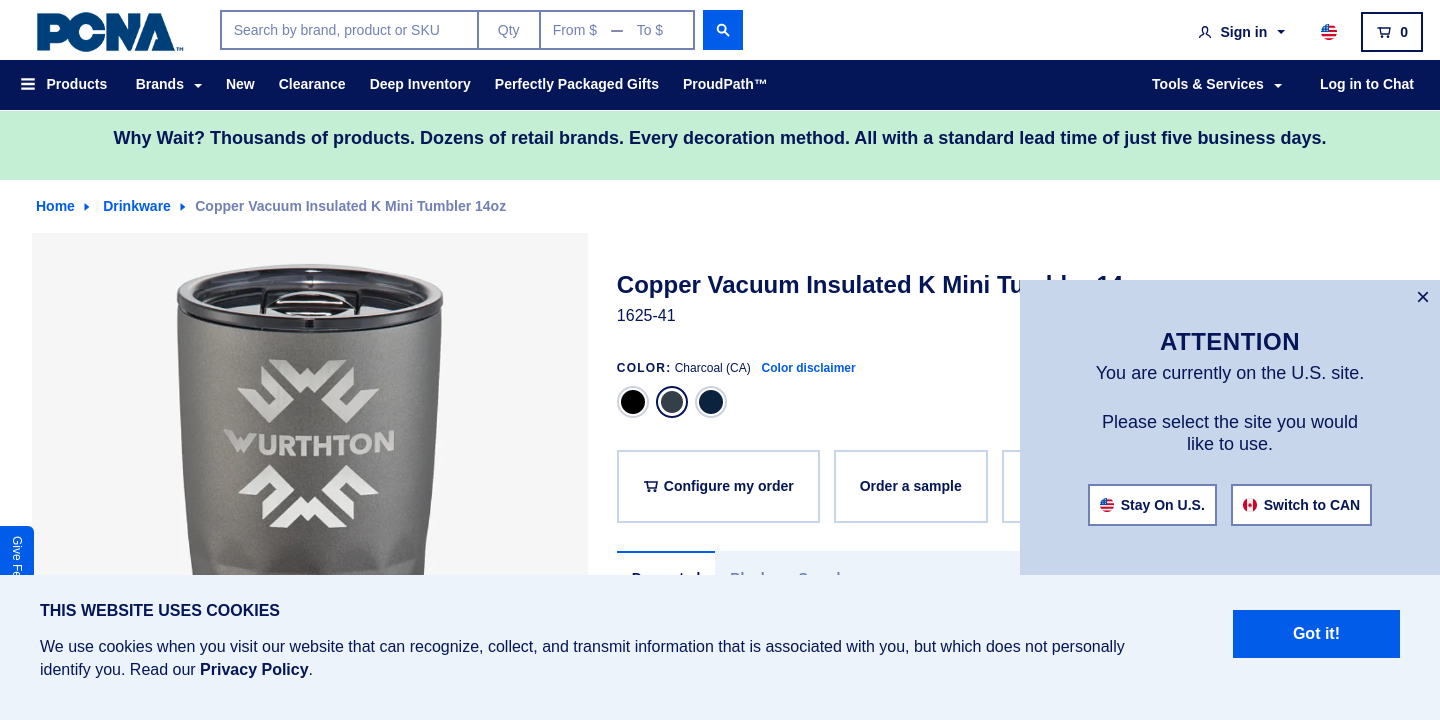 PCNA™
Search by brand, product or SKU
Qty
From $ — To $
Sign in
0
Products
Brands
New
Clearance
Deep Inventory
Perfectly Packaged Gifts
ProudPath™
Tools & Services
Log in to Chat
Why Wait? Thousands of products. Dozens of retail brands. Every decoration method. All with a standard lead time of just five business days.
Home
Drinkware
Copper Vacuum Insulated K Mini Tumbler 14oz
WURTHTON
Copper Vacuum Insulated K Mini Tumbler 14
1625-41
COLOR: Charcoal (CA) Color disclaimer
Configure my order
Order a sample
×
ATTENTION
You are currently on the U.S. site.
Please select the site you would
like to use.
Stay On U.S.
Switch to CAN
Give
THIS WEBSITE USES COOKIES
We use cookies when you visit our website that can recognize, collect, and transmit information that is associated with you, but which does not personally
identify you. Read our Privacy Policy.
Got it!